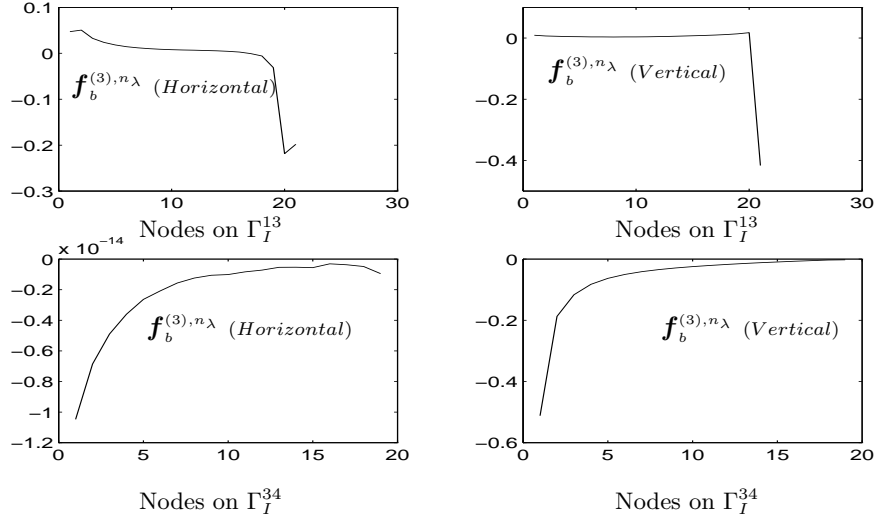 0.1
0
−0.1
−0.2
−0.3
0 10 20 30
f_b^{(3),n_λ} (Horizontal)
Nodes on Γ_I^{13}
0
−0.2
−0.4
0 10 20 30
f_b^{(3),n_λ} (Vertical)
Nodes on Γ_I^{13}
x 10^{−14}
0
−0.2
−0.4
−0.6
−0.8
−1
−1.2
0 5 10 15 20
f_b^{(3),n_λ} (Horizontal)
Nodes on Γ_I^{34}
0
−0.2
−0.4
−0.6
0 5 10 15 20
f_b^{(3),n_λ} (Vertical)
Nodes on Γ_I^{34}